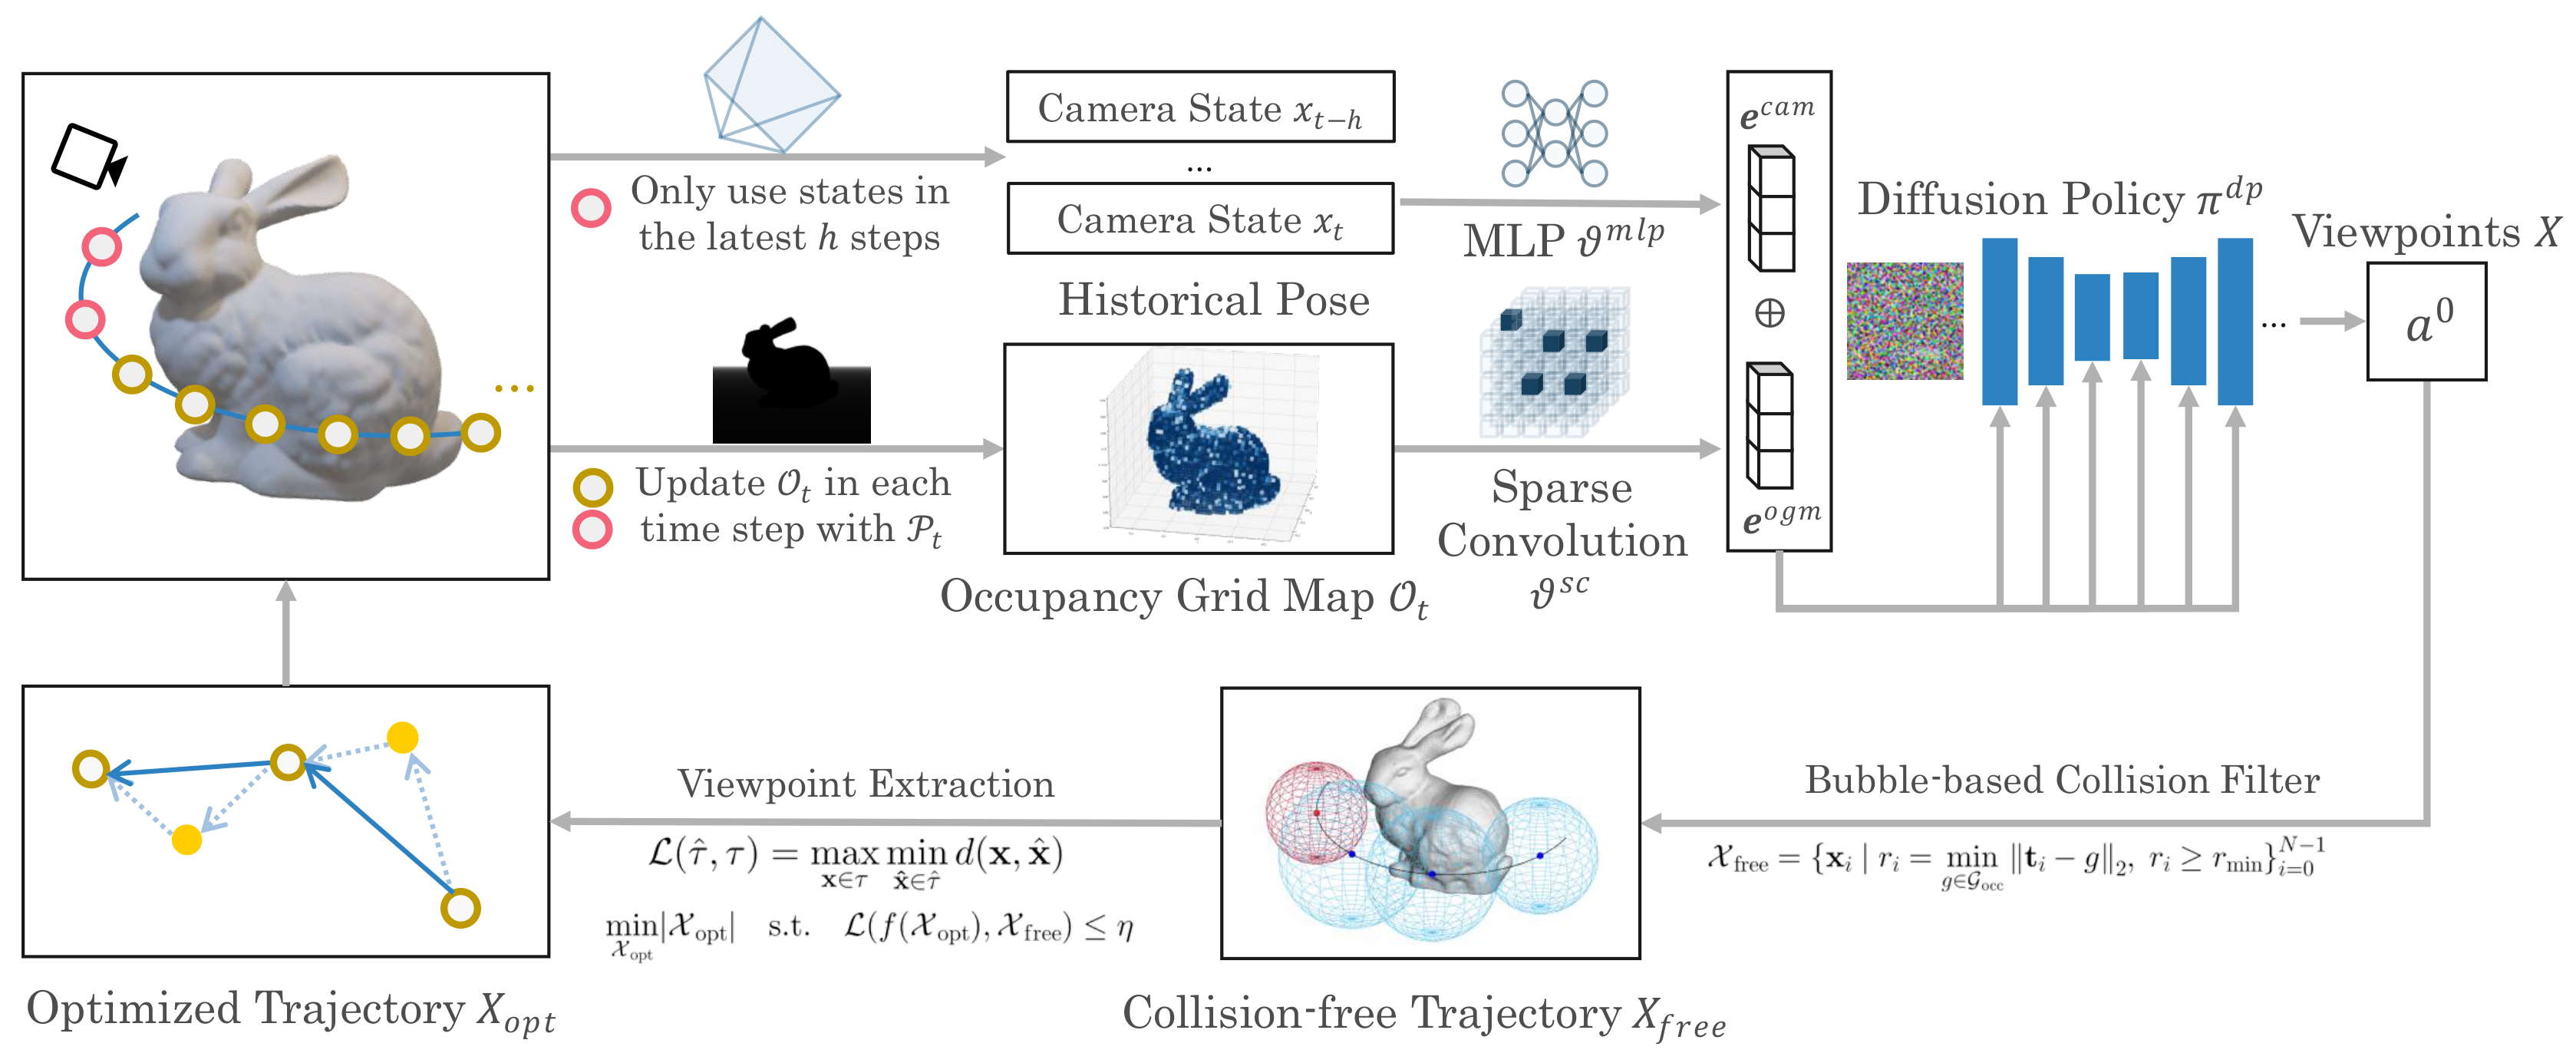 Only use states in
the latest h steps
Camera State x_{t−h}
...
Camera State x_t
Historical Pose
MLP ϑ^{mlp}
e^{cam}
⊕
e^{ogm}
Diffusion Policy π^{dp}
...
Viewpoints X
a^0
...
Update 𝒪_t in each
time step with 𝒫_t
Occupancy Grid Map 𝒪_t
Sparse
Convolution
ϑ^{sc}
Bubble-based Collision Filter
𝒳_free = {x_i | r_i = min_{g∈𝒢_occ} ‖t_i − g‖_2, r_i ≥ r_min}_{i=0}^{N−1}
Collision-free Trajectory X_{free}
Viewpoint Extraction
ℒ(τ̂, τ) = max_{x∈τ} min_{x̂∈τ̂} d(x, x̂)
min_{𝒳_opt} |𝒳_opt| s.t. ℒ(f(𝒳_opt), 𝒳_free) ≤ η
Optimized Trajectory X_{opt}